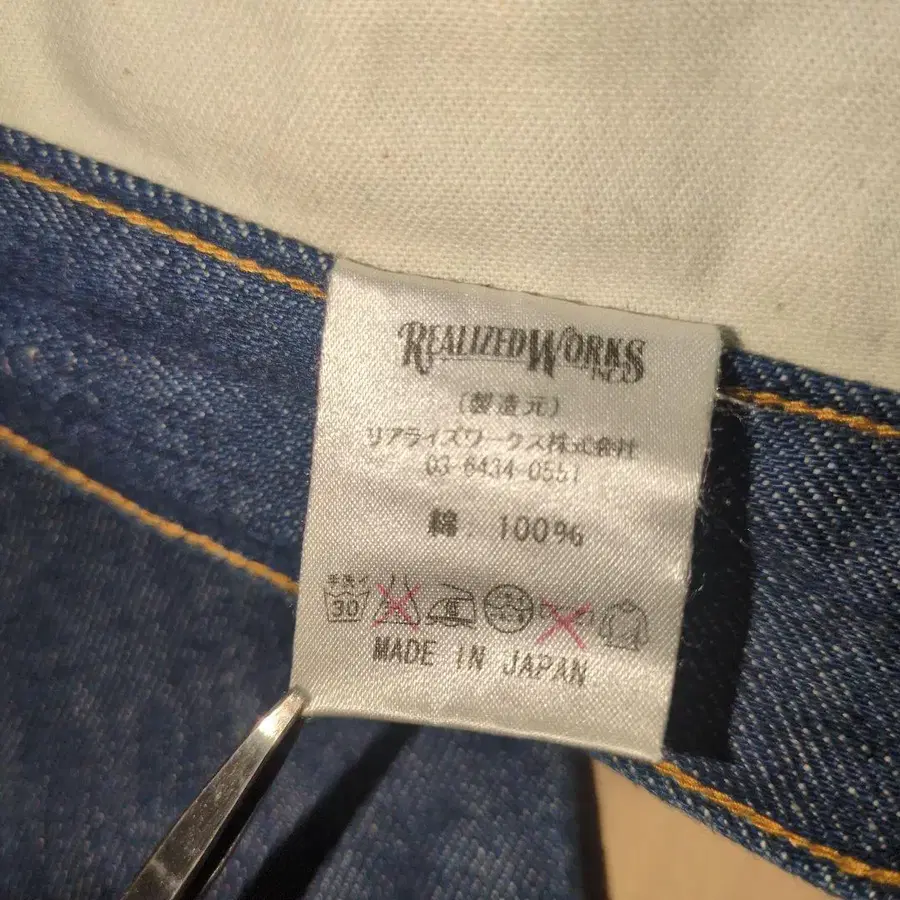 REALIZED WORKS
INC
(製造元)
リアライズワークス株式会社
03-6434-0551
綿: 100%
30
MADE IN JAPAN